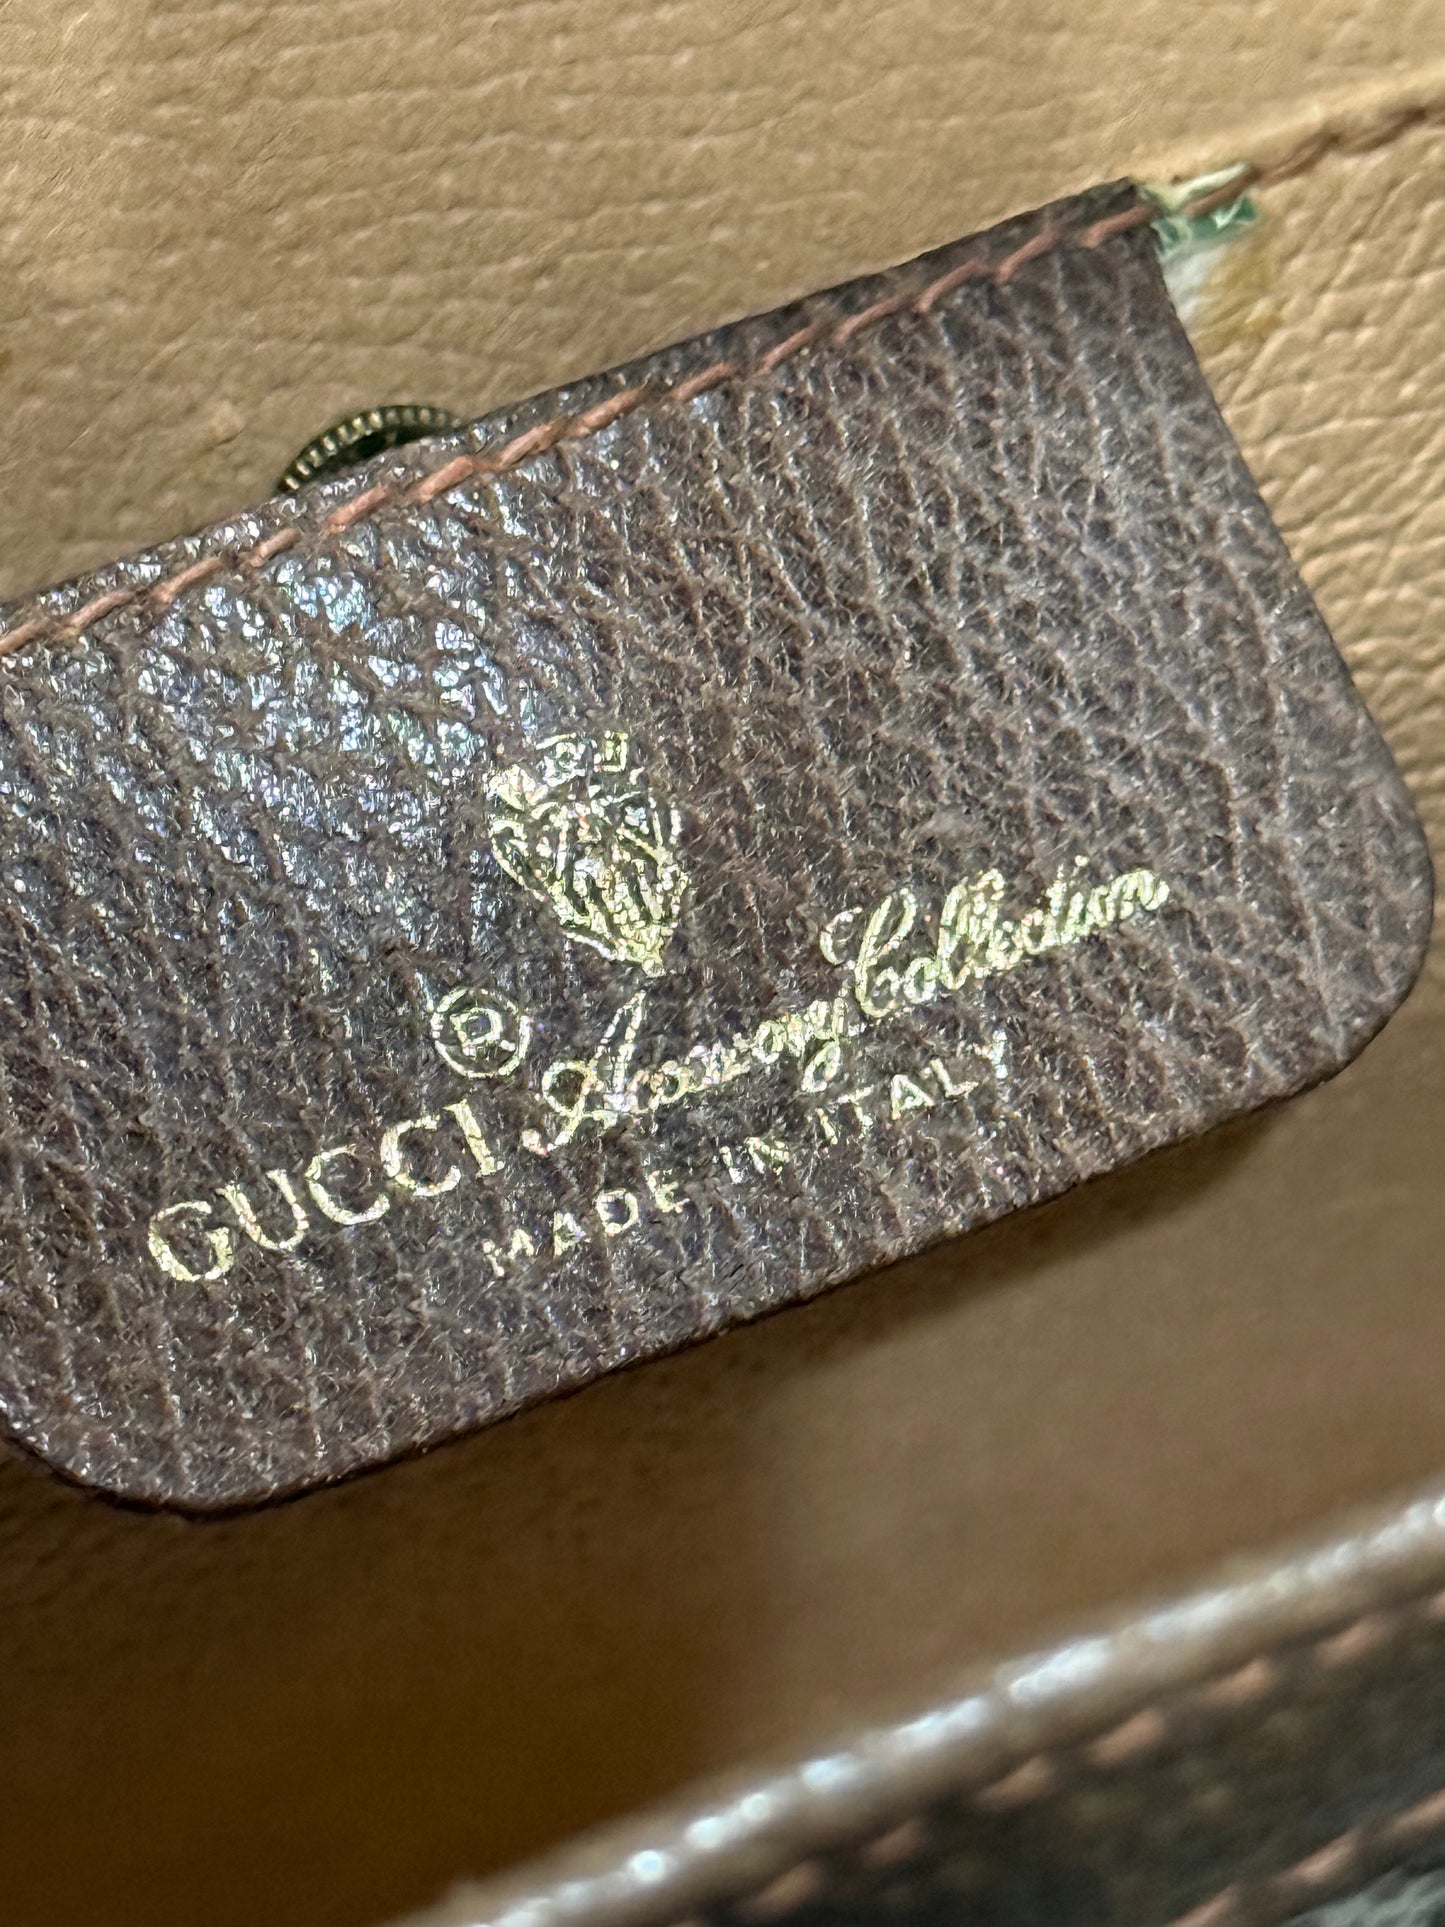 ®
GUCCI Accessory Collection
MADE IN ITALY